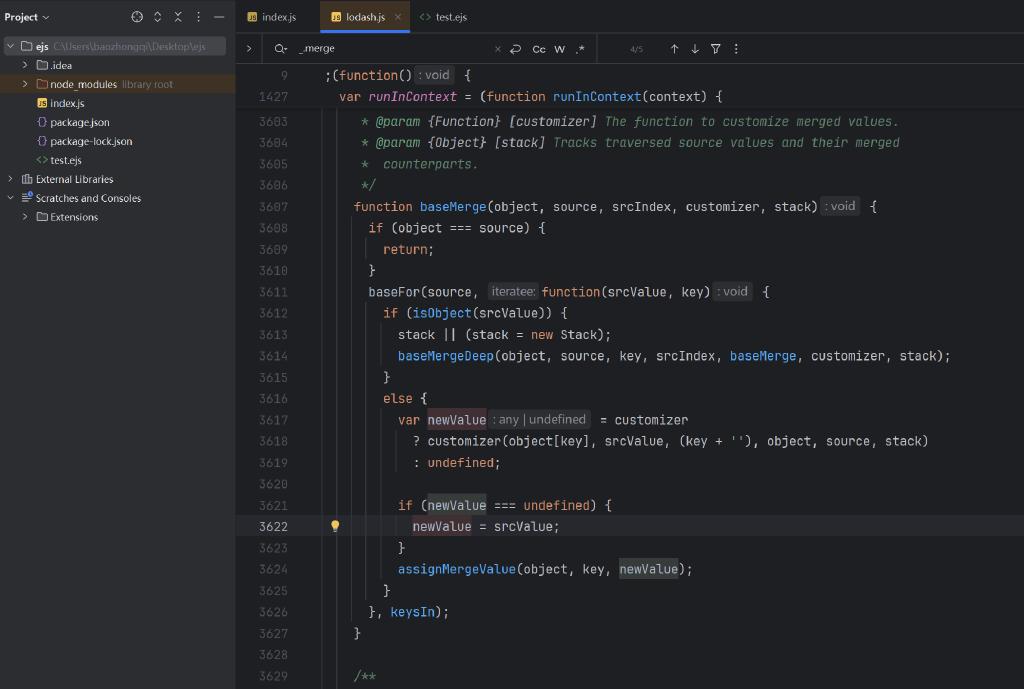 Project
index.js
lodash.js
test.ejs
ejs C:\Users\baozhongqi\Desktop\ejs
.idea
node_modules library root
index.js
package.json
package-lock.json
test.ejs
External Libraries
Scratches and Consoles
Extensions
_.merge Cc W .* 4/5
9 ;(function() : void {
1427 var runInContext = (function runInContext(context) {
3603 * @param {Function} [customizer] The function to customize merged values.
3604 * @param {Object} [stack] Tracks traversed source values and their merged
3605 * counterparts.
3606 */
3607 function baseMerge(object, source, srcIndex, customizer, stack) : void {
3608 if (object === source) {
3609 return;
3610 }
3611 baseFor(source, iteratee: function(srcValue, key) : void {
3612 if (isObject(srcValue)) {
3613 stack || (stack = new Stack);
3614 baseMergeDeep(object, source, key, srcIndex, baseMerge, customizer, stack);
3615 }
3616 else {
3617 var newValue : any | undefined = customizer
3618 ? customizer(object[key], srcValue, (key + ''), object, source, stack)
3619 : undefined;
3620
3621 if (newValue === undefined) {
3622 newValue = srcValue;
3623 }
3624 assignMergeValue(object, key, newValue);
3625 }
3626 }, keysIn);
3627 }
3628
3629 /**